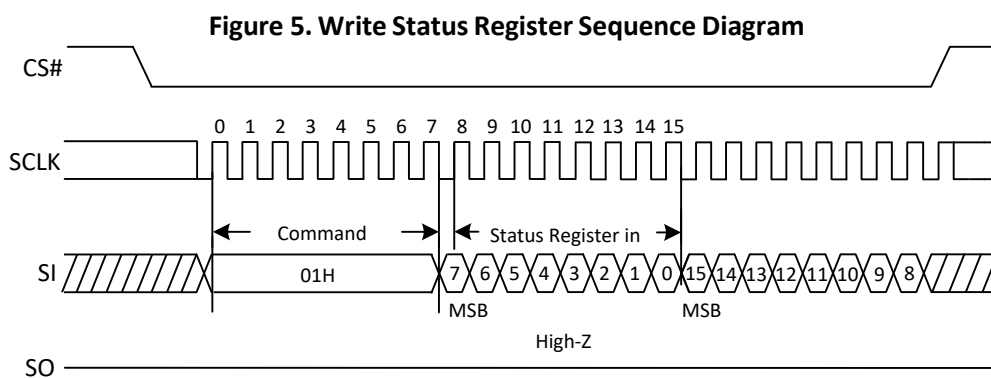 Figure 5. Write Status Register Sequence Diagram
CS#
0 1 2 3 4 5 6 7 8 9 10 11 12 13 14 15
SCLK
Command Status Register in
SI 01H 7 6 5 4 3 2 1 0 15 14 13 12 11 10 9 8
MSB MSB
High-Z
SO